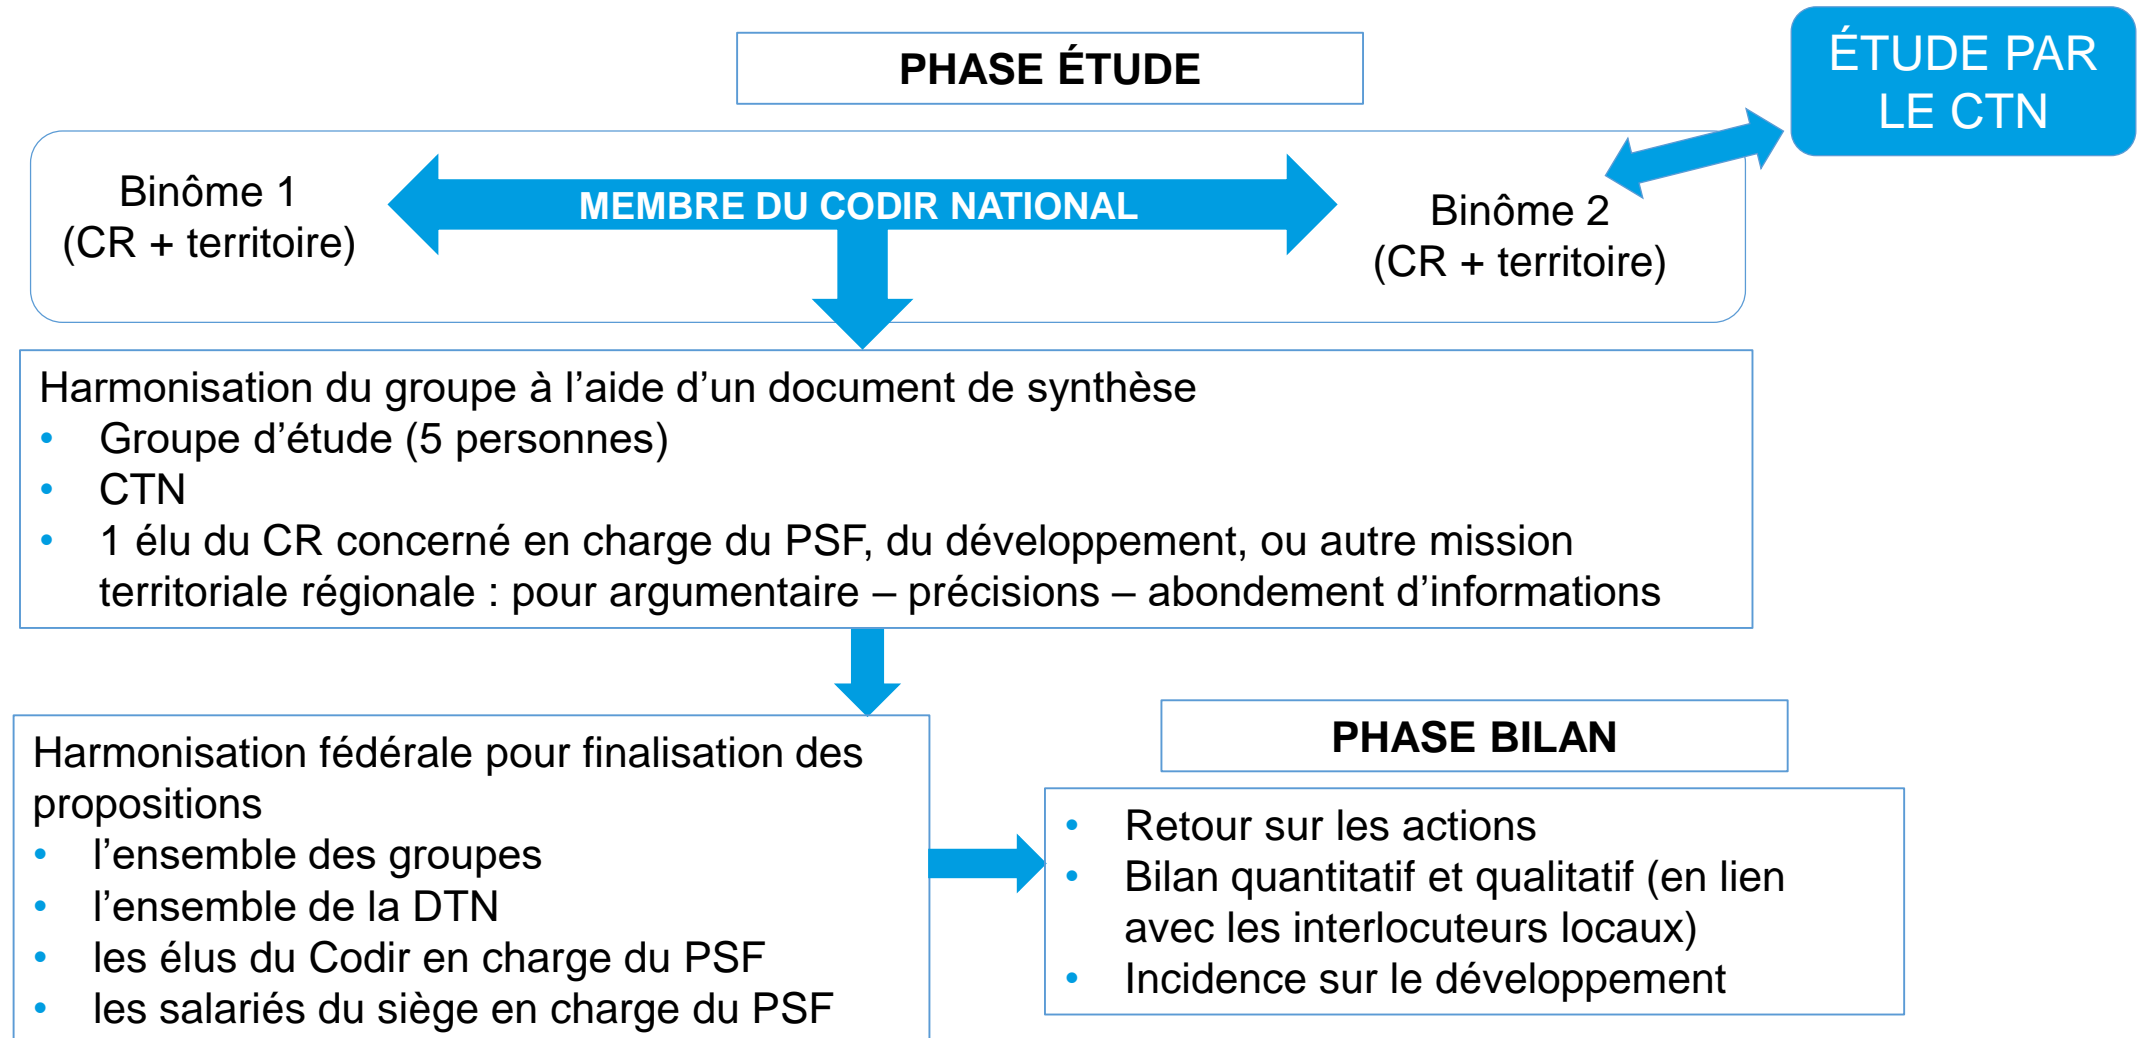 PHASE ÉTUDE
ÉTUDE PAR
LE CTN
Binôme 1
(CR + territoire)
MEMBRE DU CODIR NATIONAL
Binôme 2
(CR + territoire)
Harmonisation du groupe à l’aide d’un document de synthèse
• Groupe d’étude (5 personnes)
• CTN
• 1 élu du CR concerné en charge du PSF, du développement, ou autre mission
territoriale régionale : pour argumentaire – précisions – abondement d’informations
Harmonisation fédérale pour finalisation des
propositions
• l’ensemble des groupes
• l’ensemble de la DTN
• les élus du Codir en charge du PSF
• les salariés du siège en charge du PSF
PHASE BILAN
• Retour sur les actions
• Bilan quantitatif et qualitatif (en lien
avec les interlocuteurs locaux)
• Incidence sur le développement